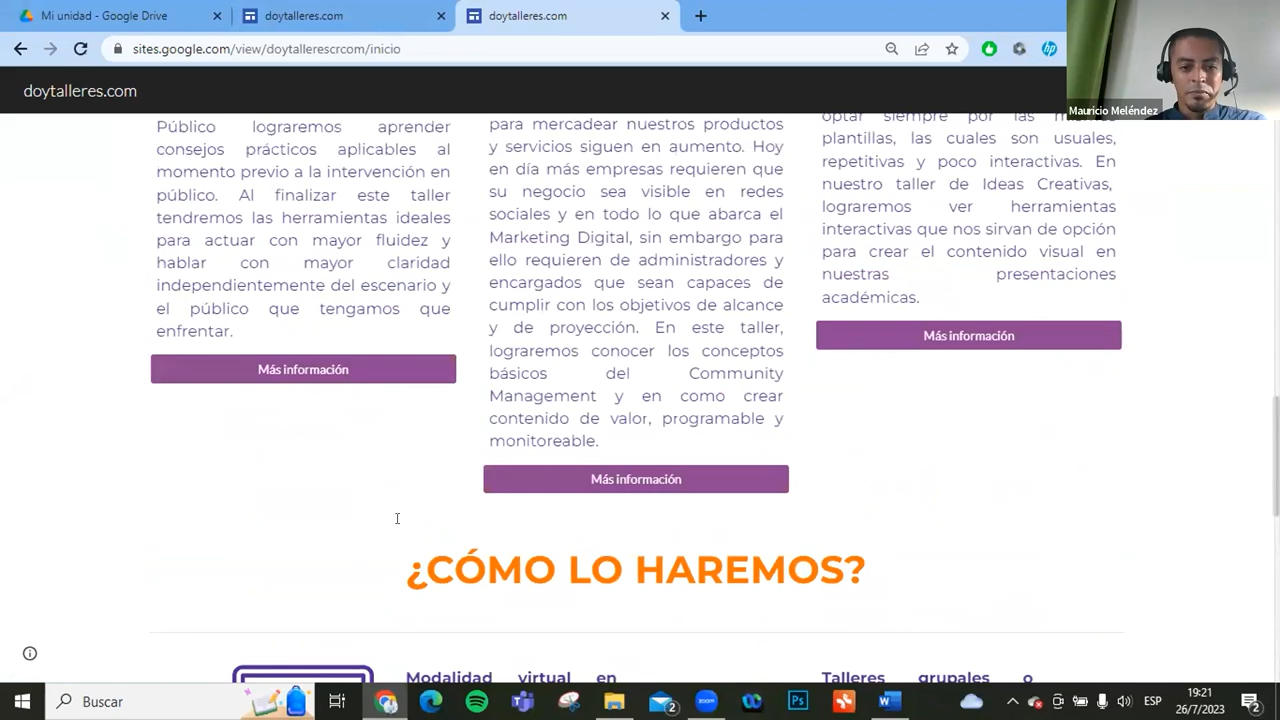 Mi unidad - Google Drive
doytalleres.com
doytalleres.com
sites.google.com/view/doytallerescrcom/inicio
doytalleres.com
Mauricio Meléndez
Público lograremos aprender
consejos prácticos aplicables al
momento previo a la intervención en
público. Al finalizar este taller
tendremos las herramientas ideales
para actuar con mayor fluidez y
hablar con mayor claridad
independientemente del escenario y
el público que tengamos que
enfrentar.
Más información
para mercadear nuestros productos
y servicios siguen en aumento. Hoy
en día más empresas requieren que
su negocio sea visible en redes
sociales y en todo lo que abarca el
Marketing Digital, sin embargo para
ello requieren de administradores y
encargados que sean capaces de
cumplir con los objetivos de alcance
y de proyección. En este taller,
lograremos conocer los conceptos
básicos del Community
Management y en como crear
contenido de valor, programable y
monitoreable.
Más información
optar siempre por las
plantillas, las cuales son usuales,
repetitivas y poco interactivas. En
nuestro taller de Ideas Creativas,
lograremos ver herramientas
interactivas que nos sirvan de opción
para crear el contenido visual en
nuestras presentaciones
académicas.
Más información
¿CÓMO LO HAREMOS?
Modalidad virtual en
Talleres grupales o
Buscar
2
ESP
19:21
26/7/2023
2